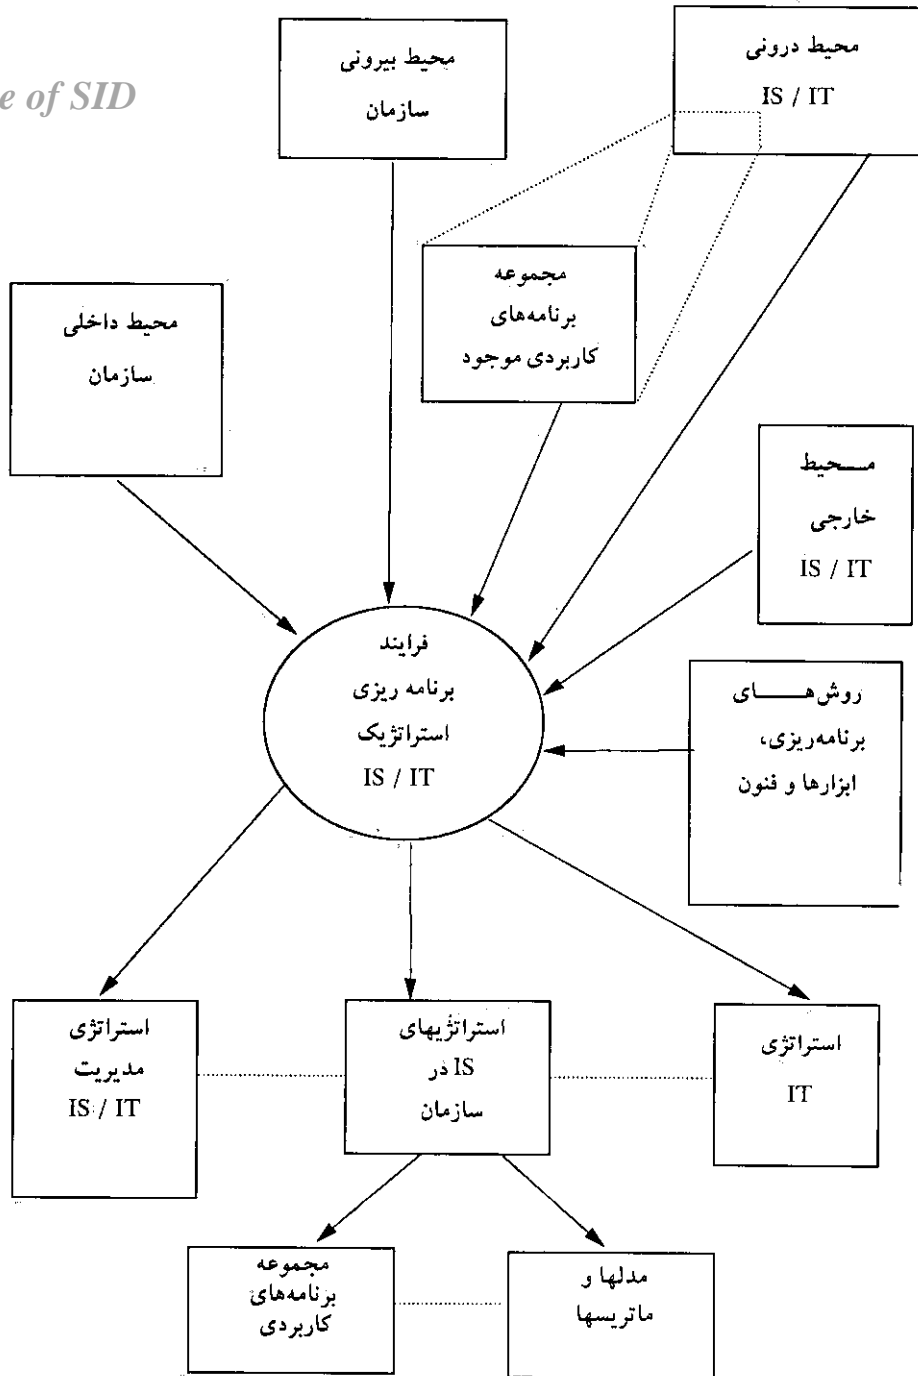 محیط درونی
IS / IT
محیط بیرونی
سازمان
e of SID
مجموعه
برنامه‌های
کاربردی موجود
محیط داخلی
سازمان
مـــحیط
خارجی
IS / IT
فرایند
برنامه ریزی
استراتژیک
IS / IT
روش‌هـــــای
برنامه‌ریزی،
ابزارها و فنون
استراتژی
IT
استراتژیهای
IS در
سازمان
استراتژی
مدیریت
IS / IT
مدلها و
ماتریسها
مجموعه
برنامه‌های
کاربردی